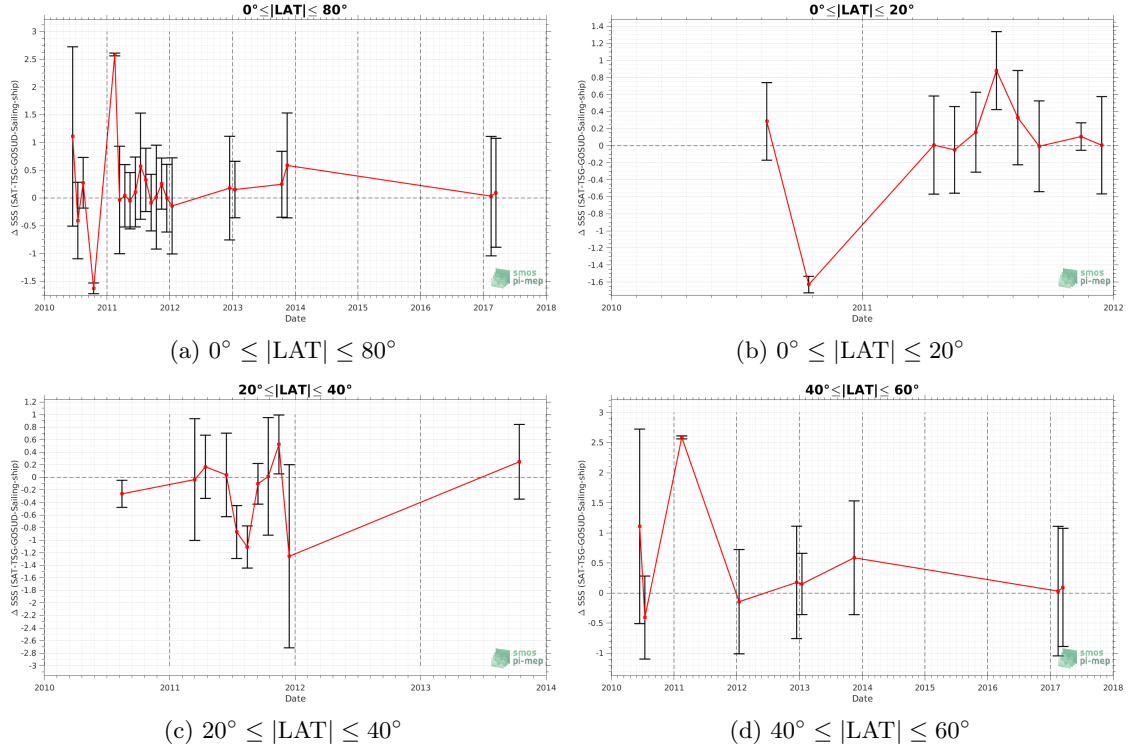 0°≤|LAT|≤ 80°
Δ SSS (SAT-TSG-GOSUD-Sailing-ship)
3
2.5
2
1.5
1
0.5
0
-0.5
-1
-1.5
2010 2011 2012 2013 2014 2015 2016 2017 2018
Date
smos
pi-mep
(a) 0° ≤ |LAT| ≤ 80°
0°≤|LAT|≤ 20°
Δ SSS (SAT-TSG-GOSUD-Sailing-ship)
1.4
1.2
1
0.8
0.6
0.4
0.2
0
-0.2
-0.4
-0.6
-0.8
-1
-1.2
-1.4
-1.6
2010 2011 2012
Date
smos
pi-mep
(b) 0° ≤ |LAT| ≤ 20°
20°≤|LAT|≤ 40°
Δ SSS (SAT-TSG-GOSUD-Sailing-ship)
1.2
1
0.8
0.6
0.4
0.2
0
-0.2
-0.4
-0.6
-0.8
-1
-1.2
-1.4
-1.6
-1.8
-2
-2.2
-2.4
-2.6
-2.8
-3
2010 2011 2012 2013 2014
Date
smos
pi-mep
(c) 20° ≤ |LAT| ≤ 40°
40°≤|LAT|≤ 60°
Δ SSS (SAT-TSG-GOSUD-Sailing-ship)
3
2.5
2
1.5
1
0.5
0
-0.5
-1
2010 2011 2012 2013 2014 2015 2016 2017 2018
Date
smos
pi-mep
(d) 40° ≤ |LAT| ≤ 60°